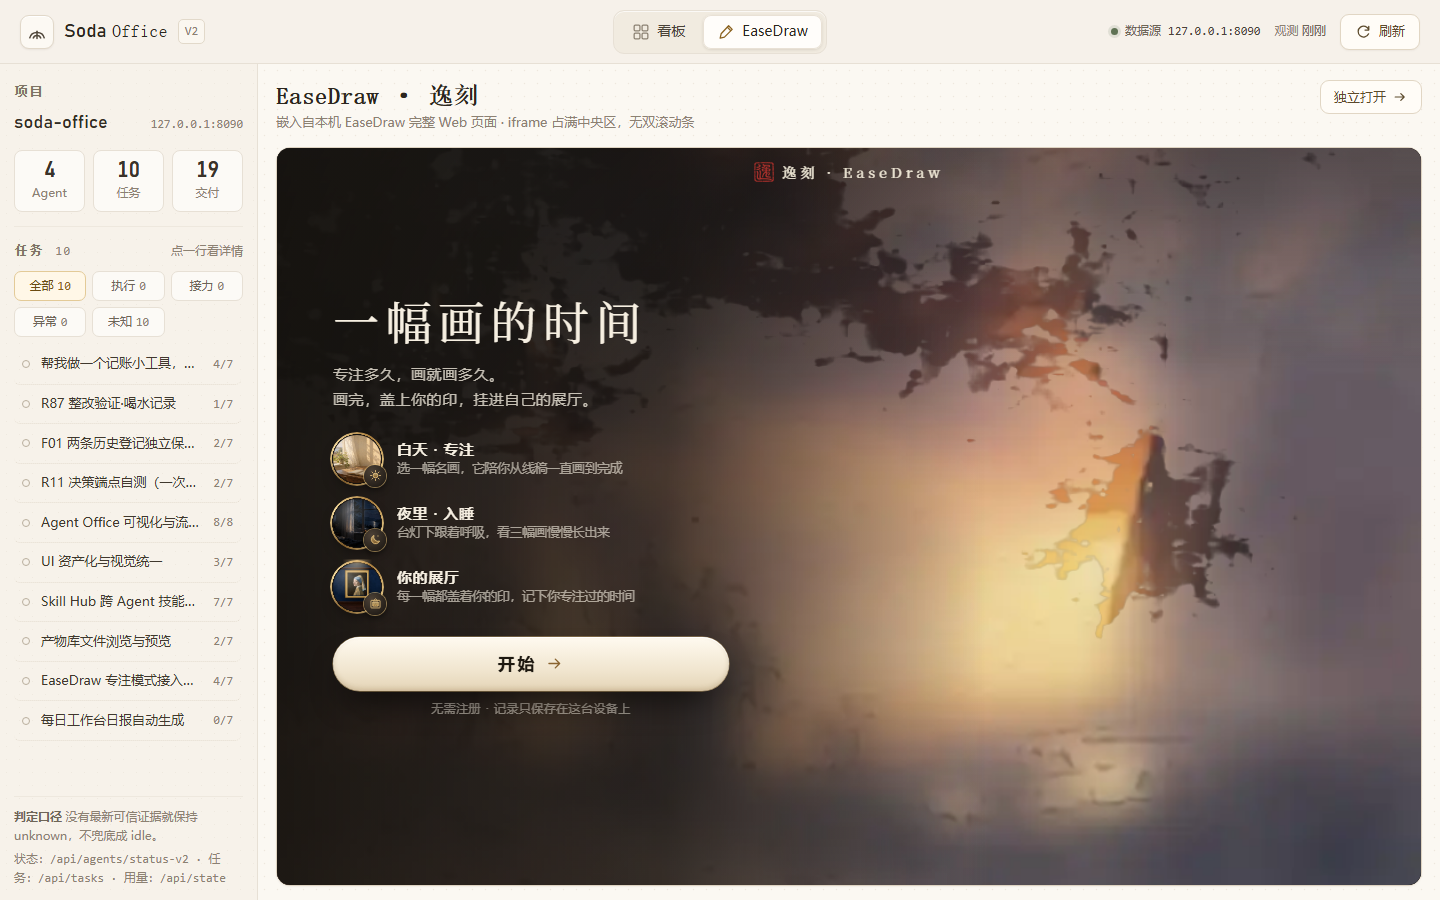 Soda Office V2
看板
EaseDraw
数据源 127.0.0.1:8090 观测 刚刚
刷新
项目
soda-office 127.0.0.1:8090
4 Agent
10 任务
19 交付
任务 10 点一行看详情
全部 10
执行 0
接力 0
异常 0
未知 10
帮我做一个记账小工具，... 4/7
R87 整改验证·喝水记录 1/7
F01 两条历史登记独立保... 2/7
R11 决策端点自测（一次... 2/7
Agent Office 可视化与流... 8/8
UI 资产化与视觉统一 3/7
Skill Hub 跨 Agent 技能... 7/7
产物库文件浏览与预览 2/7
EaseDraw 专注模式接入... 4/7
每日工作台日报自动生成 0/7
判定口径 没有最新可信证据就保持
unknown，不兜底成 idle。
状态: /api/agents/status-v2 · 任
务: /api/tasks · 用量: /api/state
EaseDraw · 逸刻
嵌入自本机 EaseDraw 完整 Web 页面 · iframe 占满中央区，无双滚动条
独立打开 →
逸刻 · EaseDraw
一幅画的时间
专注多久，画就画多久。
画完，盖上你的印，挂进自己的展厅。
白天 · 专注
选一幅名画，它陪你从线稿一直画到完成
夜里 · 入睡
台灯下跟着呼吸，看三幅画慢慢长出来
你的展厅
每一幅都盖着你的印，记下你专注过的时间
开始 →
无需注册 · 记录只保存在这台设备上